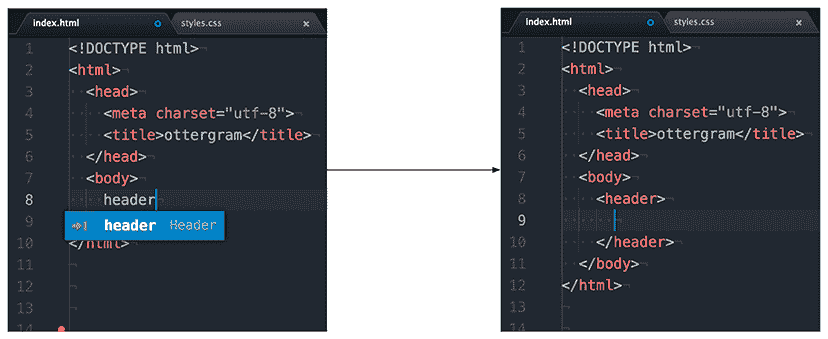 index.html
styles.css x
1 <!DOCTYPE html>
2 <html>
3 <head>
4 <meta charset="utf-8">
5 <title>ottergram</title>
6 </head>
7 <body>
8 header
9 header Header
10 </html>
11
12
13
14
index.html
styles.css x
1 <!DOCTYPE html>
2 <html>
3 <head>
4 <meta charset="utf-8">
5 <title>ottergram</title>
6 </head>
7 <body>
8 <header>
9
10 </header>
11 </body>
12 </html>
13
14